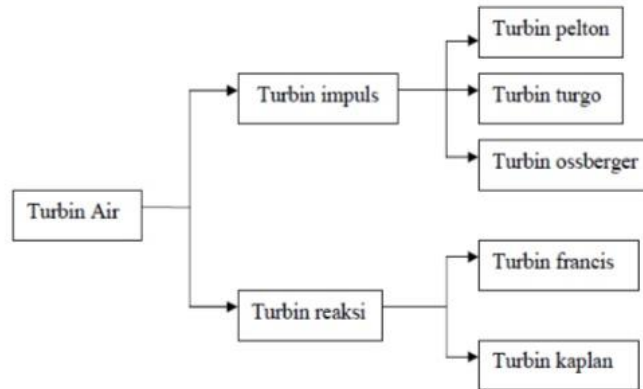 Turbin Air
Turbin impuls
Turbin pelton
Turbin turgo
Turbin ossberger
Turbin reaksi
Turbin francis
Turbin kaplan